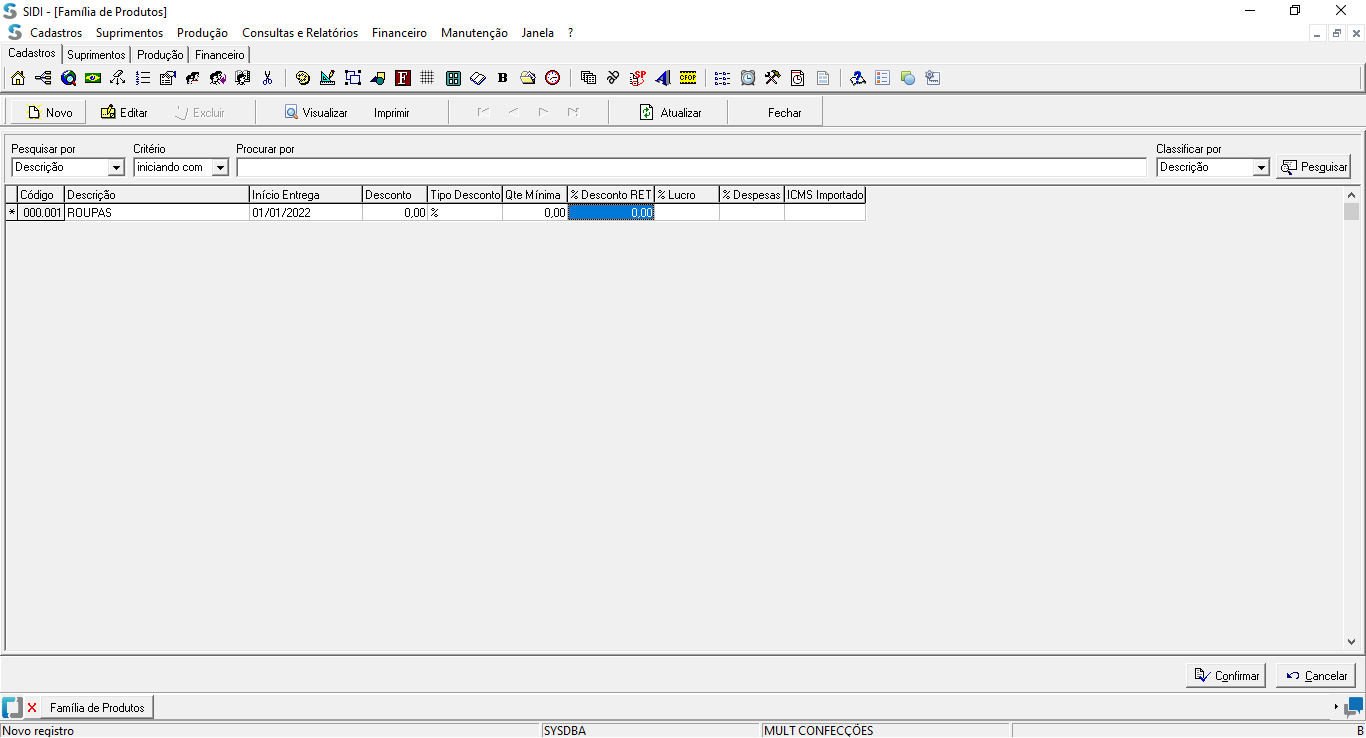 SIDI - [Família de Produtos]
Cadastros Suprimentos Produção Consultas e Relatórios Financeiro Manutenção Janela ?
Cadastros Suprimentos Produção Financeiro
F B SP CFOP
Novo Editar Excluir Visualizar Imprimir Atualizar Fechar
Pesquisar por Critério Procurar por Classificar por
Descrição iniciando com Descrição Pesquisar
Código Descrição Início Entrega Desconto Tipo Desconto Qte Mínima % Desconto RET % Lucro % Despesas ICMS Importado
* 000.001 ROUPAS 01/01/2022 0,00 % 0,00 0,00
Confirmar Cancelar
Família de Produtos
Novo registro SYSDBA MULT CONFECÇÕES B